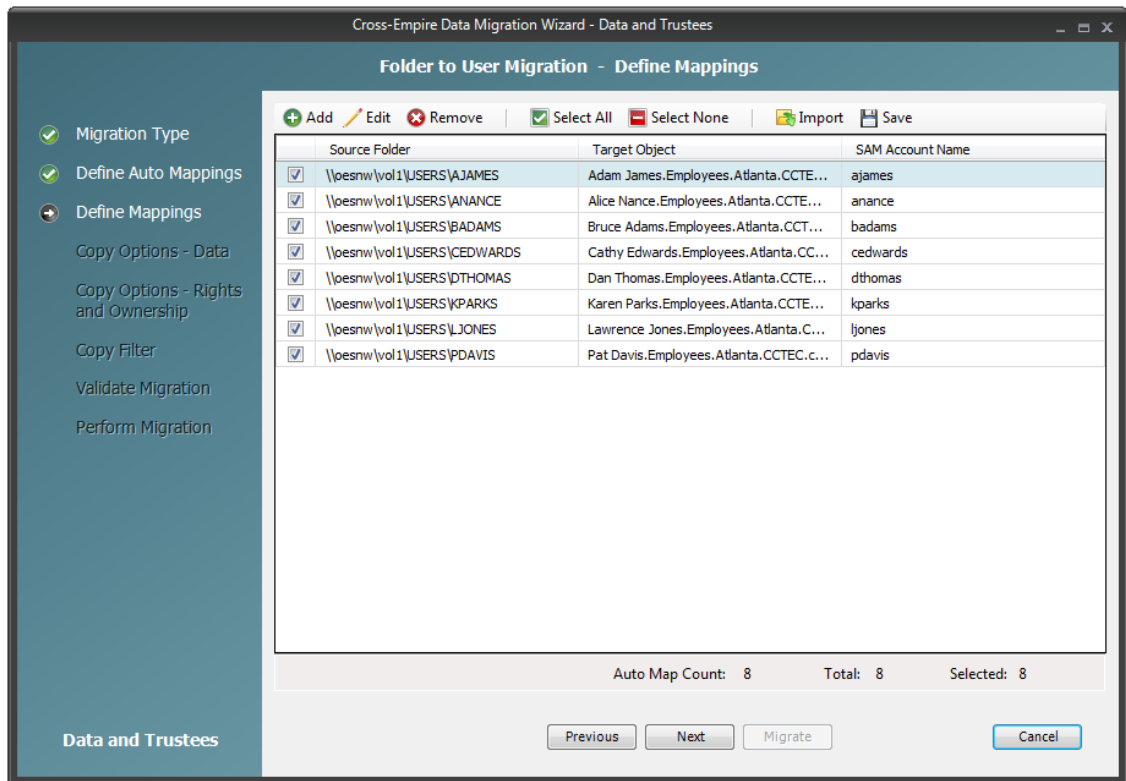 Cross-Empire Data Migration Wizard - Data and Trustees
Folder to User Migration - Define Mappings
Migration Type
Define Auto Mappings
Define Mappings
Copy Options - Data
Copy Options - Rights
and Ownership
Copy Filter
Validate Migration
Perform Migration
Data and Trustees
Add Edit Remove Select All Select None Import Save
Source Folder Target Object SAM Account Name
\\oesnw\vol1\USERS\AJAMES Adam James.Employees.Atlanta.CCTE... ajames
\\oesnw\vol1\USERS\ANANCE Alice Nance.Employees.Atlanta.CCTE... anance
\\oesnw\vol1\USERS\BADAMS Bruce Adams.Employees.Atlanta.CCT... badams
\\oesnw\vol1\USERS\CEDWARDS Cathy Edwards.Employees.Atlanta.CC... cedwards
\\oesnw\vol1\USERS\DTHOMAS Dan Thomas.Employees.Atlanta.CCTE... dthomas
\\oesnw\vol1\USERS\KPARKS Karen Parks.Employees.Atlanta.CCTE... kparks
\\oesnw\vol1\USERS\LJONES Lawrence Jones.Employees.Atlanta.C... ljones
\\oesnw\vol1\USERS\PDAVIS Pat Davis.Employees.Atlanta.CCTEC.c... pdavis
Auto Map Count: 8 Total: 8 Selected: 8
Previous Next Migrate Cancel